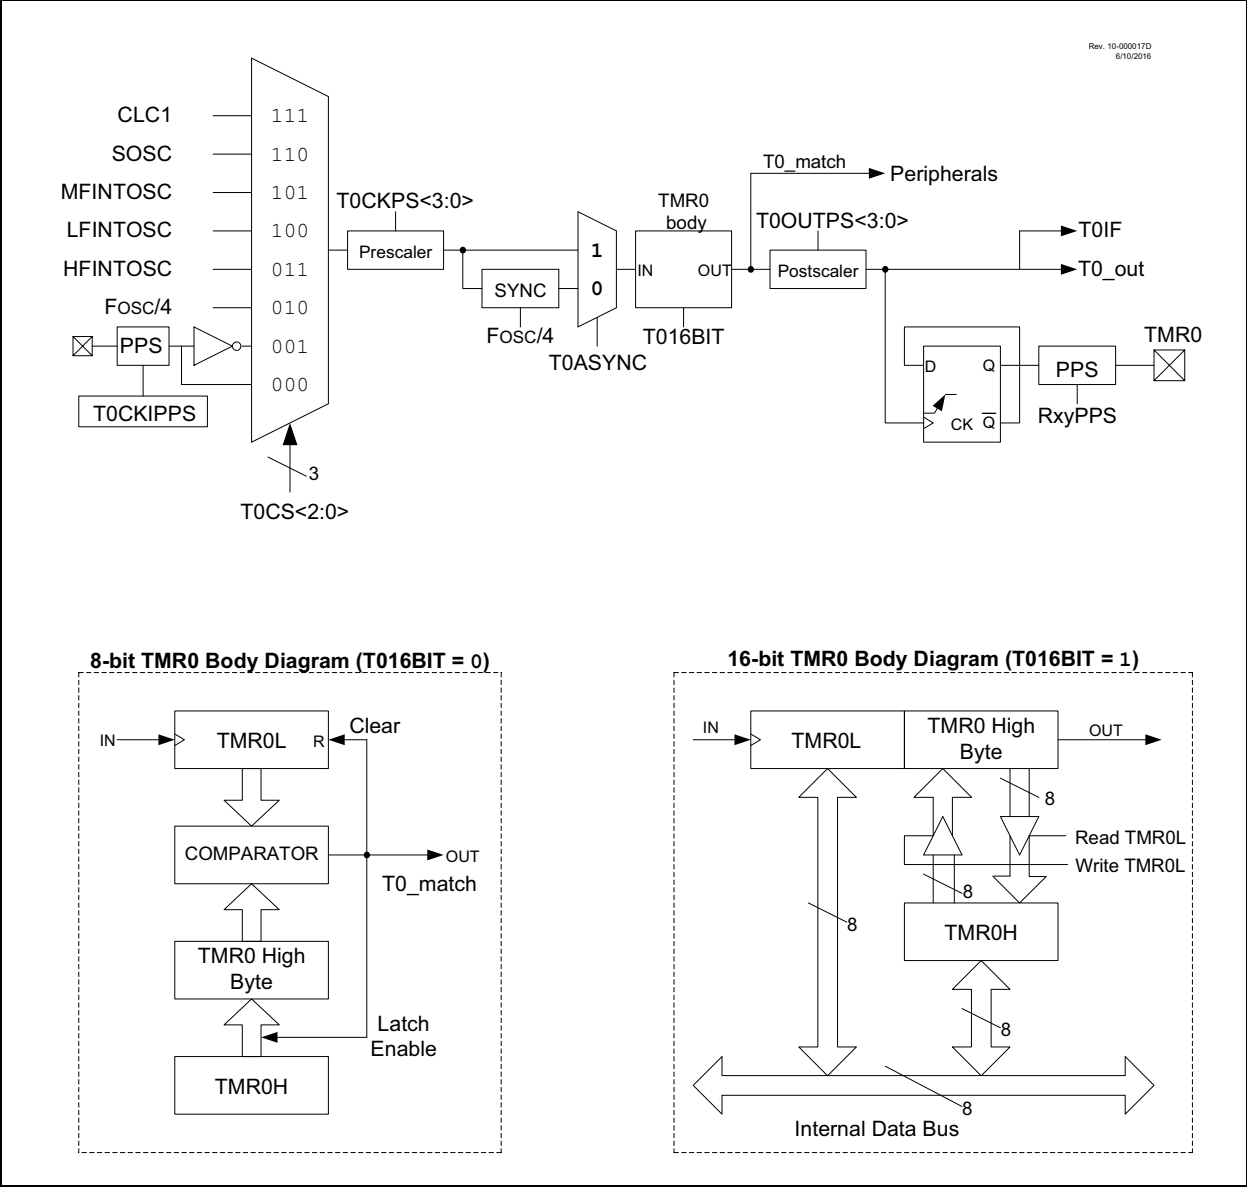 Rev. 10-000017D
6/10/2016
CLC1
111
SOSC
110
MFINTOSC
101
LFINTOSC
100
HFINTOSC
011
FOSC/4
010
PPS
001
000
T0CKIPPS
3
T0CS<2:0>
T0CKPS<3:0>
Prescaler
SYNC
FOSC/4
1
0
T0ASYNC
TMR0
body
IN
OUT
T016BIT
T0_match
Peripherals
T0OUTPS<3:0>
Postscaler
T0IF
T0_out
D
Q
CK
Q
PPS
RxyPPS
TMR0
8-bit TMR0 Body Diagram (T016BIT = 0)
IN
TMR0L
R
Clear
COMPARATOR
OUT
T0_match
TMR0 High
Byte
Latch
Enable
TMR0H
16-bit TMR0 Body Diagram (T016BIT = 1)
IN
TMR0L
TMR0 High
Byte
OUT
8
Read TMR0L
Write TMR0L
8
8
TMR0H
8
8
Internal Data Bus